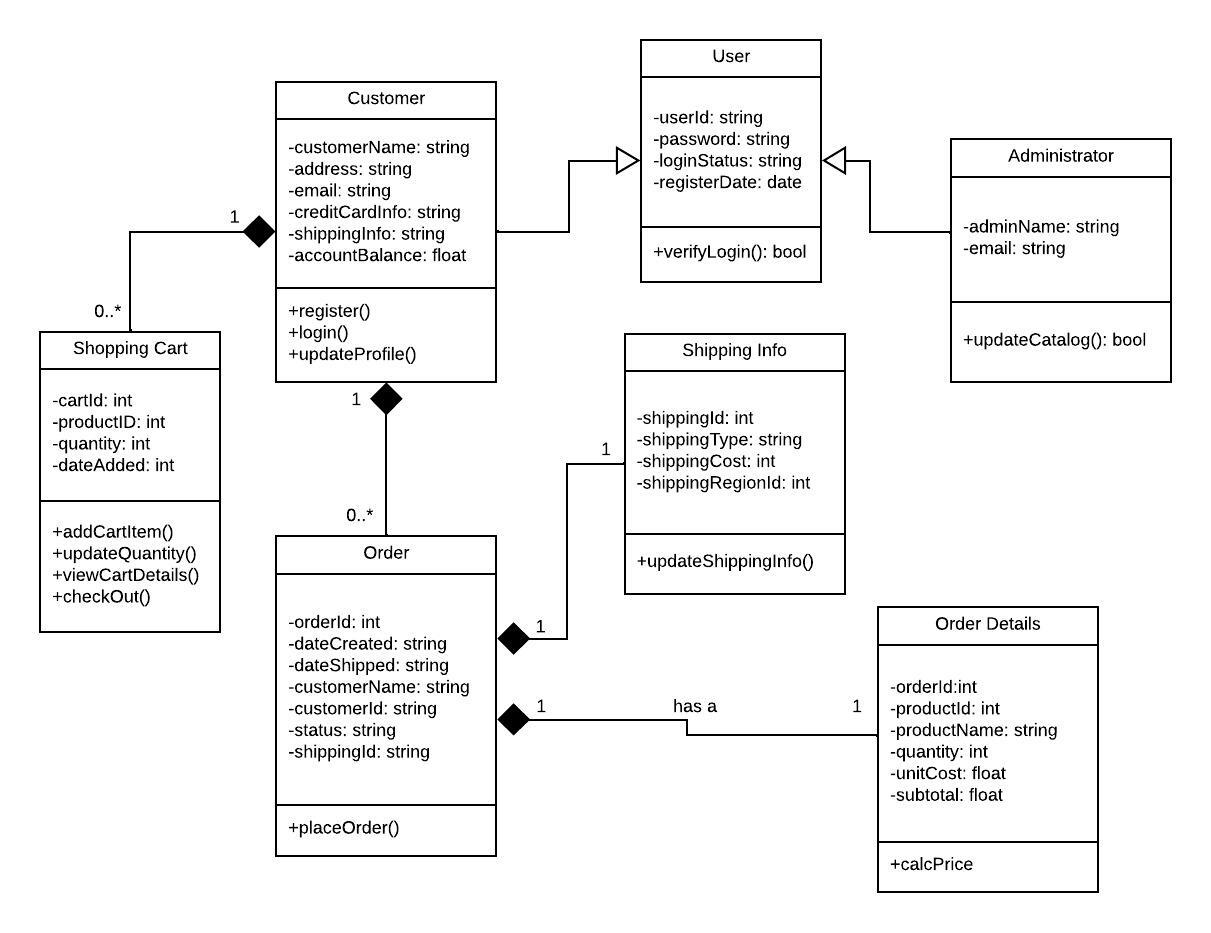 User
-userId: string
-password: string
-loginStatus: string
-registerDate: date
+verifyLogin(): bool
Customer
-customerName: string
-address: string
-email: string
-creditCardInfo: string
-shippingInfo: string
-accountBalance: float
+register()
+login()
+updateProfile()
Administrator
-adminName: string
-email: string
+updateCatalog(): bool
1
0..*
Shopping Cart
-cartId: int
-productID: int
-quantity: int
-dateAdded: int
+addCartItem()
+updateQuantity()
+viewCartDetails()
+checkOut()
1
0..*
Shipping Info
-shippingId: int
-shippingType: string
-shippingCost: int
-shippingRegionId: int
+updateShippingInfo()
1
1
Order
-orderId: int
-dateCreated: string
-dateShipped: string
-customerName: string
-customerId: string
-status: string
-shippingId: string
+placeOrder()
1
has a
1
Order Details
-orderId:int
-productId: int
-productName: string
-quantity: int
-unitCost: float
-subtotal: float
+calcPrice